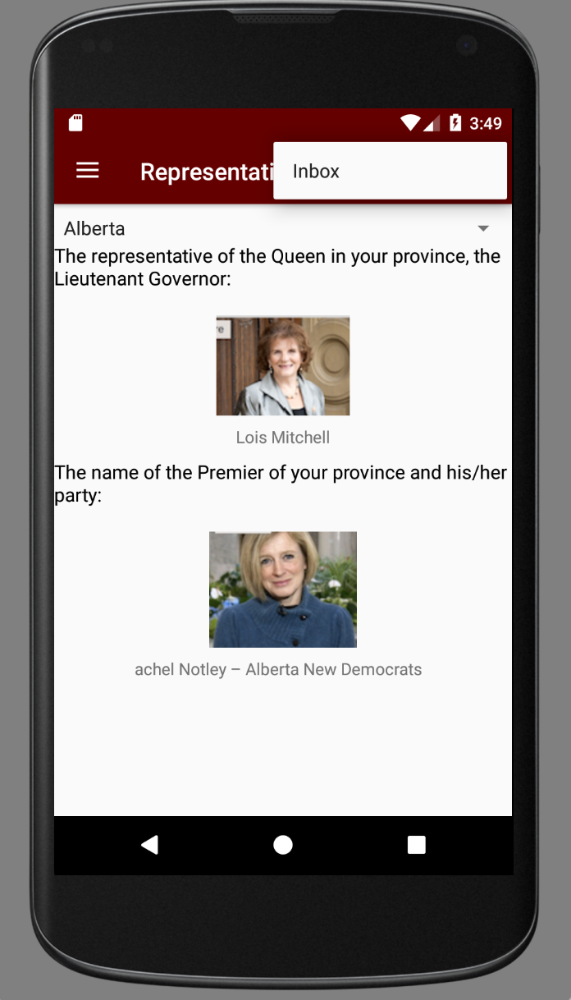 3:49
Representati
Inbox
Alberta
The representative of the Queen in your province, the
Lieutenant Governor:
re
Lois Mitchell
The name of the Premier of your province and his/her
party:
achel Notley – Alberta New Democrats